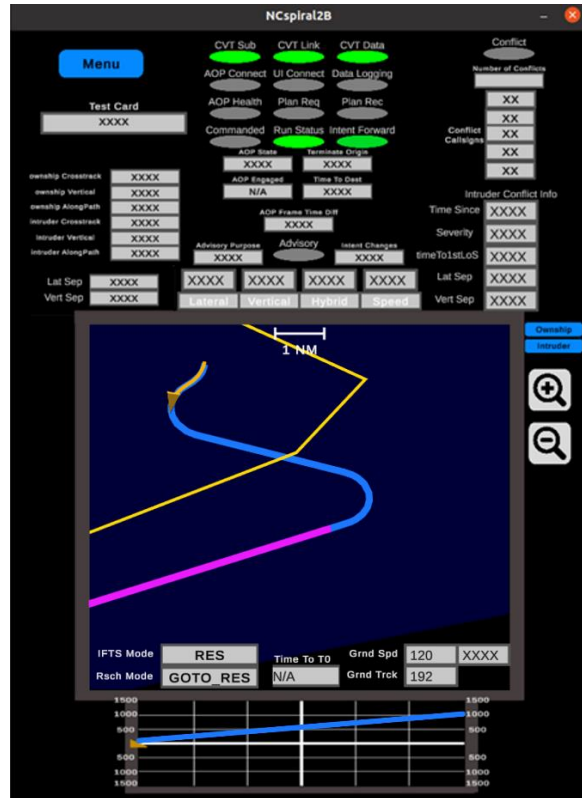 NCspiral2B
Menu
CVT Sub CVT Link CVT Data
AOP Connect UI Connect Data Logging
AOP Health Plan Req Plan Rec
Commanded Run Status Intent Forward
Conflict
Number of Conflicts
XX
XX
Conflict Callsigns
XX
XX
XX
Test Card
XXXX
AOP State Terminate Origin
XXXX XXXX
AOP Engaged Time To Dest
N/A XXXX
AOP Frame Time Diff
XXXX
ownship Crosstrack XXXX
ownship Vertical XXXX
ownship AlongPath XXXX
intruder Crosstrack XXXX
Intruder Vertical XXXX
intruder AlongPath XXXX
Lat Sep XXXX
Vert Sep XXXX
Advisory Purpose Advisory Intent Changes
XXXX XXXX
XXXX XXXX XXXX XXXX
Lateral Vertical Hybrid Speed
Intruder Conflict Info
Time Since XXXX
Severity XXXX
timeTo1stLoS XXXX
Lat Sep XXXX
Vert Sep XXXX
Ownship
Intruder
1 NM
IFTS Mode RES
Rsch Mode GOTO_RES
Time To T0
N/A
Grnd Spd 120 XXXX
Grnd Trck 192
1500 1500
1000 1000
500 500
500 500
1000 1000
1500 1500